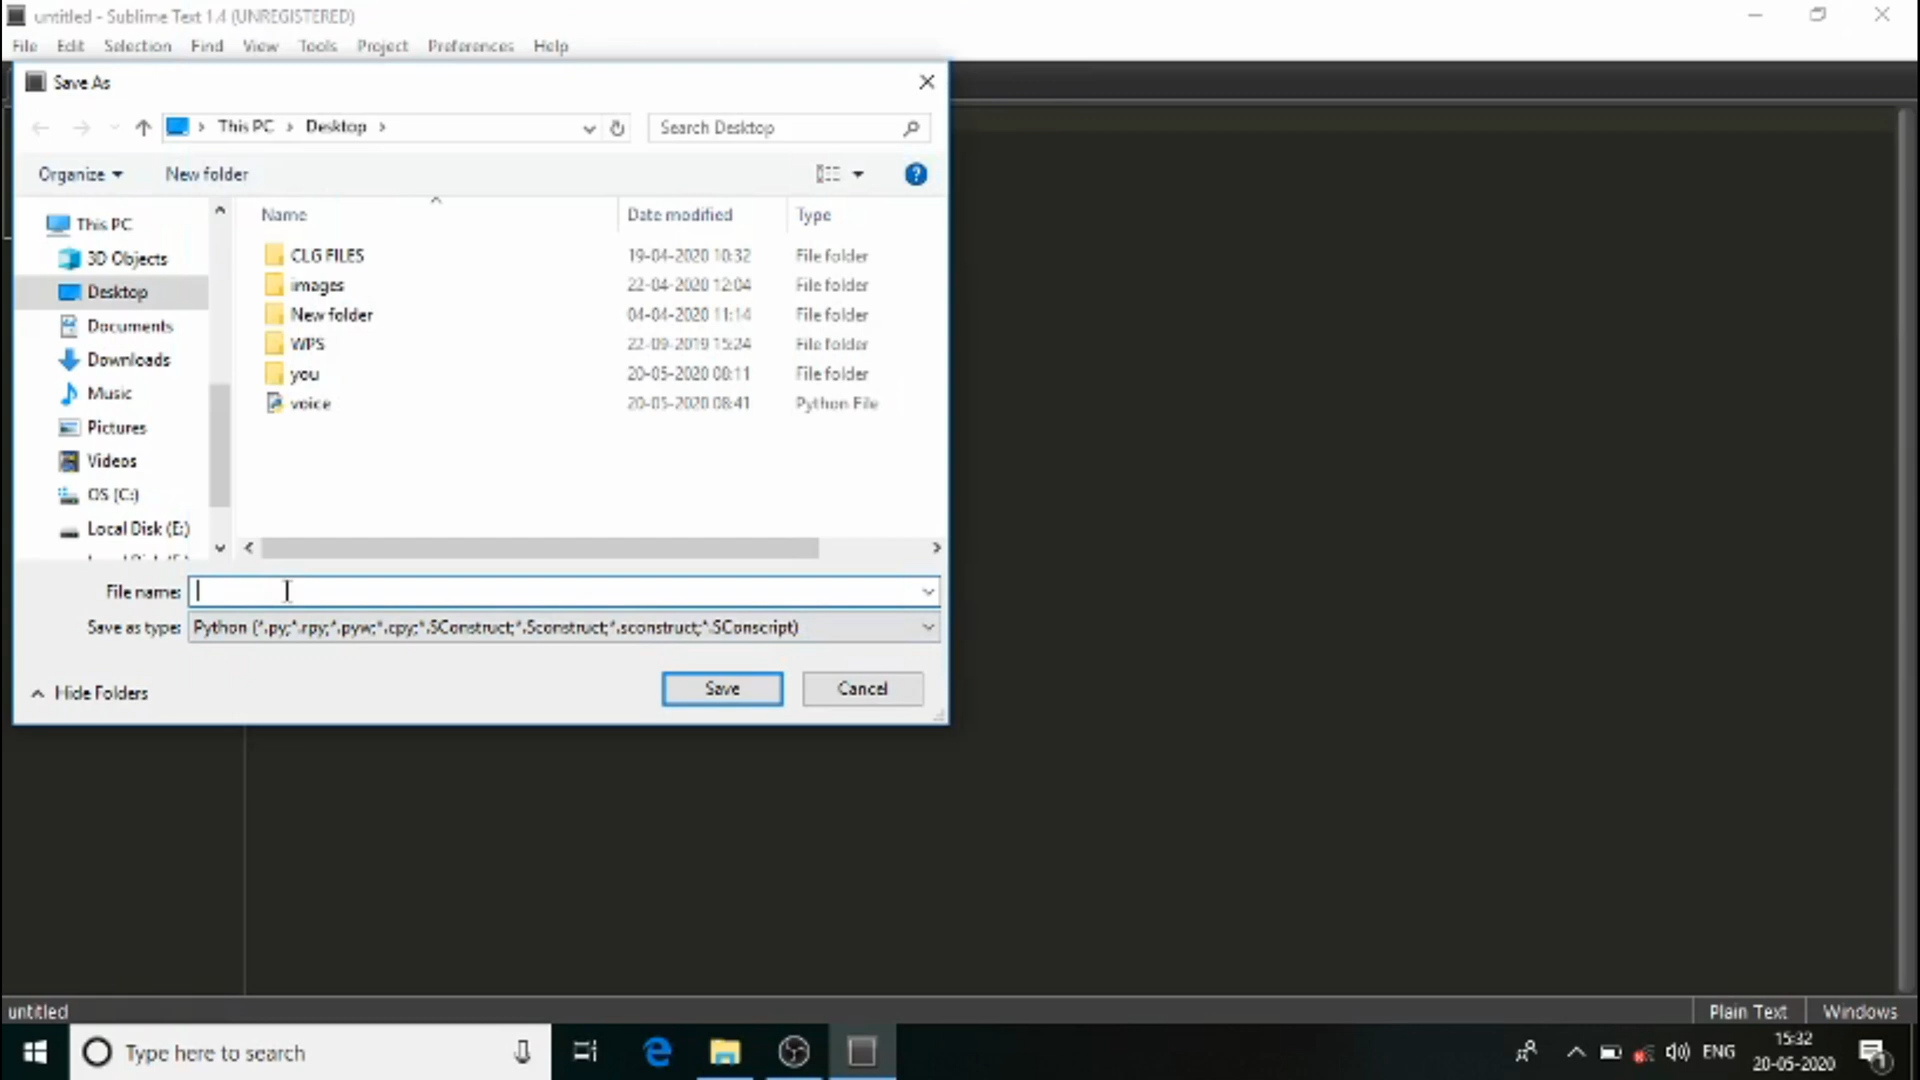 untitled - Sublime Text 1.4 (UNREGISTERED)
File Edit Selection Find View Tools Project Preferences Help
Save As
This PC > Desktop >
Search Desktop
Organize
New folder
Name
Date modified
Type
This PC
3D Objects
Desktop
Documents
Downloads
Music
Pictures
Videos
OS (C:)
Local Disk (E:)
CLG FILES 19-04-2020 10:32 File folder
images 22-04-2020 12:04 File folder
New folder 04-04-2020 11:14 File folder
WPS 22-09-2019 15:24 File folder
you 20-05-2020 08:11 File folder
voice 20-05-2020 08:41 Python File
File name:
Save as type: Python (*.py;*.rpy;*.pyw;*.cpy;*.SConstruct;*.Sconstruct;*.sconstruct;*.SConscript)
Hide Folders
Save
Cancel
untitled
Plain Text
Windows
Type here to search
ENG
15:32
20-05-2020
1